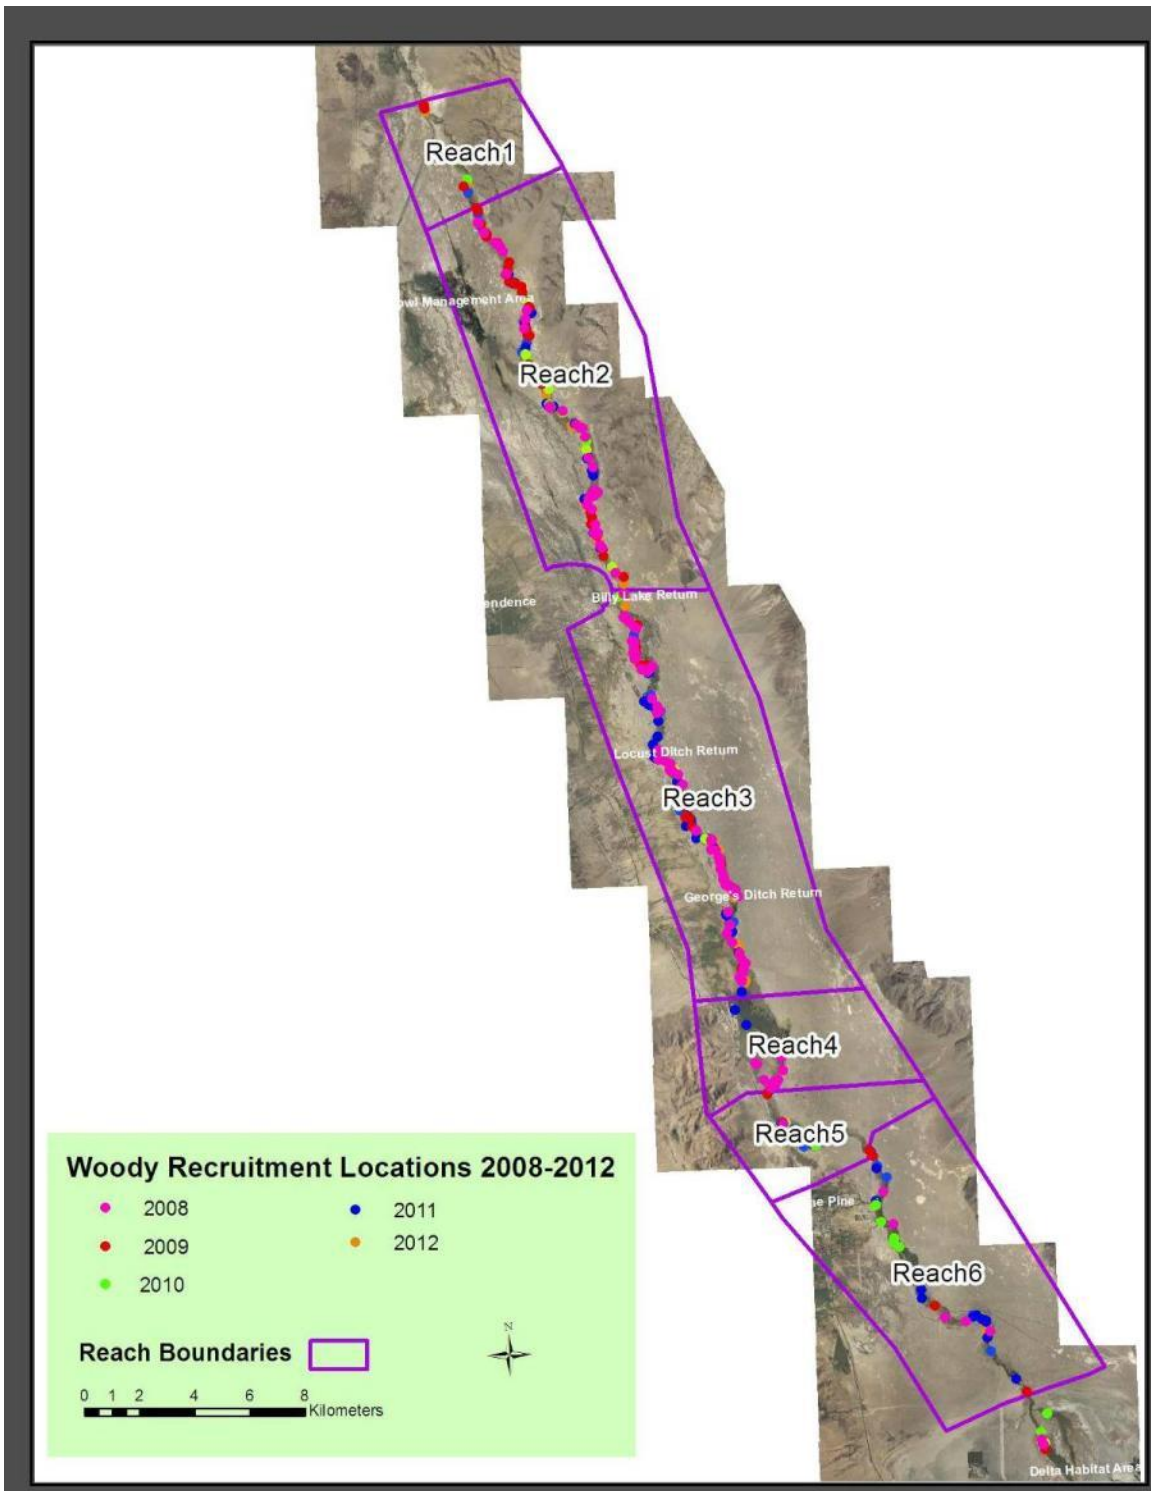 Reach1
owl Management Area
Reach2
Billy Lake Return
endence
Locust Ditch Return
Reach3
George's Ditch Return
Reach4
Reach5
ne Pine
Reach6
Delta Habitat Area
Woody Recruitment Locations 2008-2012
2008
2011
2009
2012
2010
N
Reach Boundaries
0 1 2 4 6 8
Kilometers